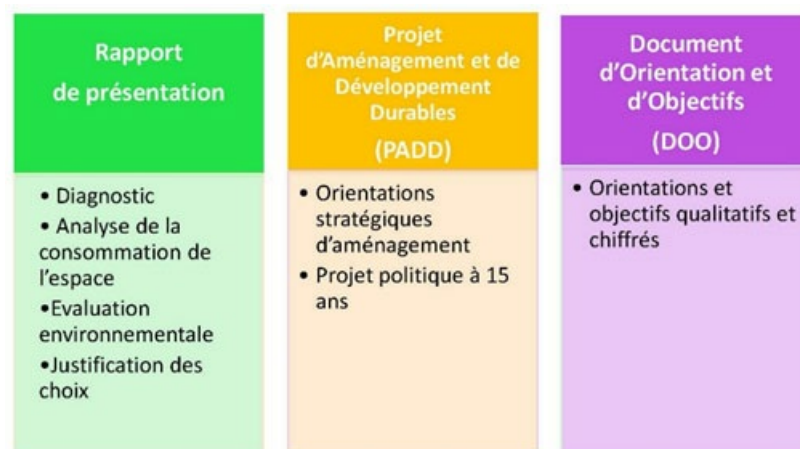 Rapport
de présentation
• Diagnostic
• Analyse de la
consommation de
l'espace
•Evaluation
environnementale
•Justification des
choix
Projet
d'Aménagement et de
Développement
Durables
(PADD)
• Orientations
stratégiques
d'aménagement
• Projet politique à 15
ans
Document
d'Orientation et
d'Objectifs
(DOO)
• Orientations et
objectifs qualitatifs et
chiffrés